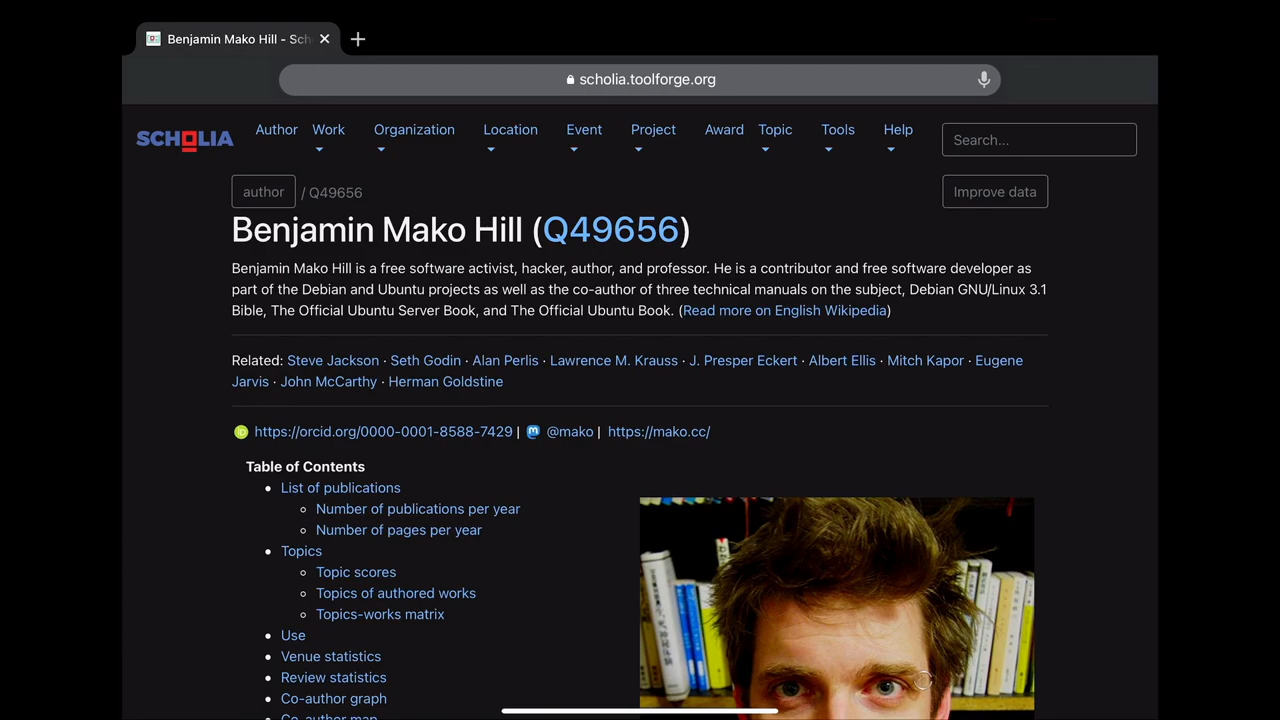 Benjamin Mako Hill - Sch
scholia.toolforge.org
SCHOLIA
Author Work Organization Location Event Project Award Topic Tools Help
Search...
author / Q49656
Improve data
Benjamin Mako Hill (Q49656)
Benjamin Mako Hill is a free software activist, hacker, author, and professor. He is a contributor and free software developer as
part of the Debian and Ubuntu projects as well as the co-author of three technical manuals on the subject, Debian GNU/Linux 3.1
Bible, The Official Ubuntu Server Book, and The Official Ubuntu Book. (Read more on English Wikipedia)
Related: Steve Jackson · Seth Godin · Alan Perlis · Lawrence M. Krauss · J. Presper Eckert · Albert Ellis · Mitch Kapor · Eugene
Jarvis · John McCarthy · Herman Goldstine
iD https://orcid.org/0000-0001-8588-7429 | @mako | https://mako.cc/
Table of Contents
• List of publications
◦ Number of publications per year
◦ Number of pages per year
• Topics
◦ Topic scores
◦ Topics of authored works
◦ Topics-works matrix
• Use
• Venue statistics
• Review statistics
• Co-author graph
Co-author map